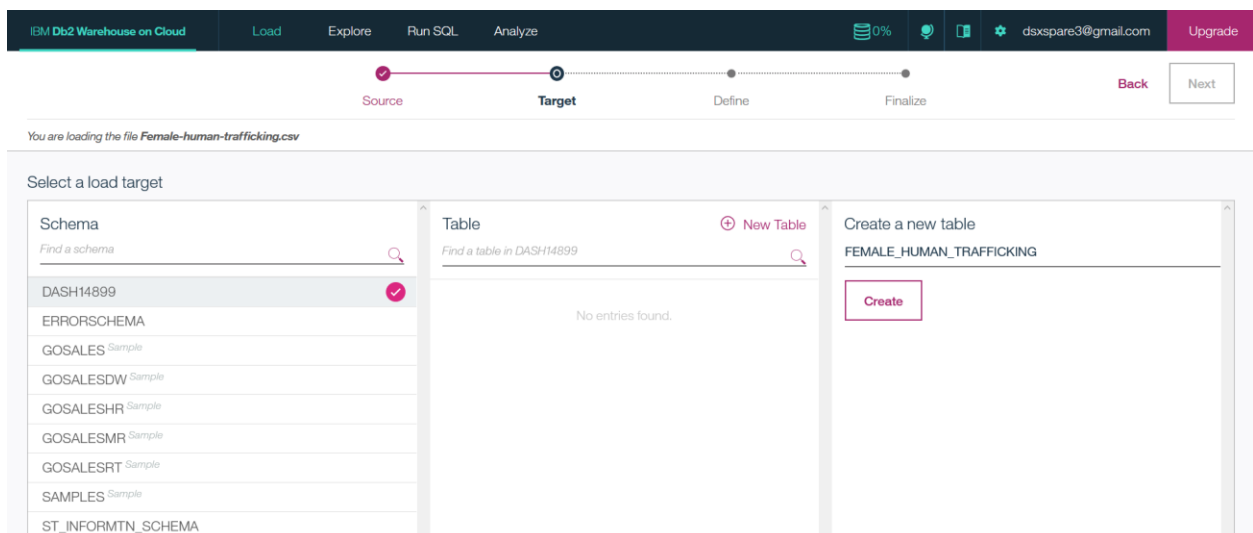 IBM Db2 Warehouse on Cloud Load Explore Run SQL Analyze 0% dsxspare3@gmail.com Upgrade
Source Target Define Finalize Back Next
You are loading the file Female-human-trafficking.csv
Select a load target
Schema
Find a schema
DASH14899
ERRORSCHEMA
GOSALES Sample
GOSALESDW Sample
GOSALESHR Sample
GOSALESMR Sample
GOSALESRT Sample
SAMPLES Sample
ST_INFORMTN_SCHEMA
Table New Table
Find a table in DASH14899
No entries found.
Create a new table
FEMALE_HUMAN_TRAFFICKING
Create